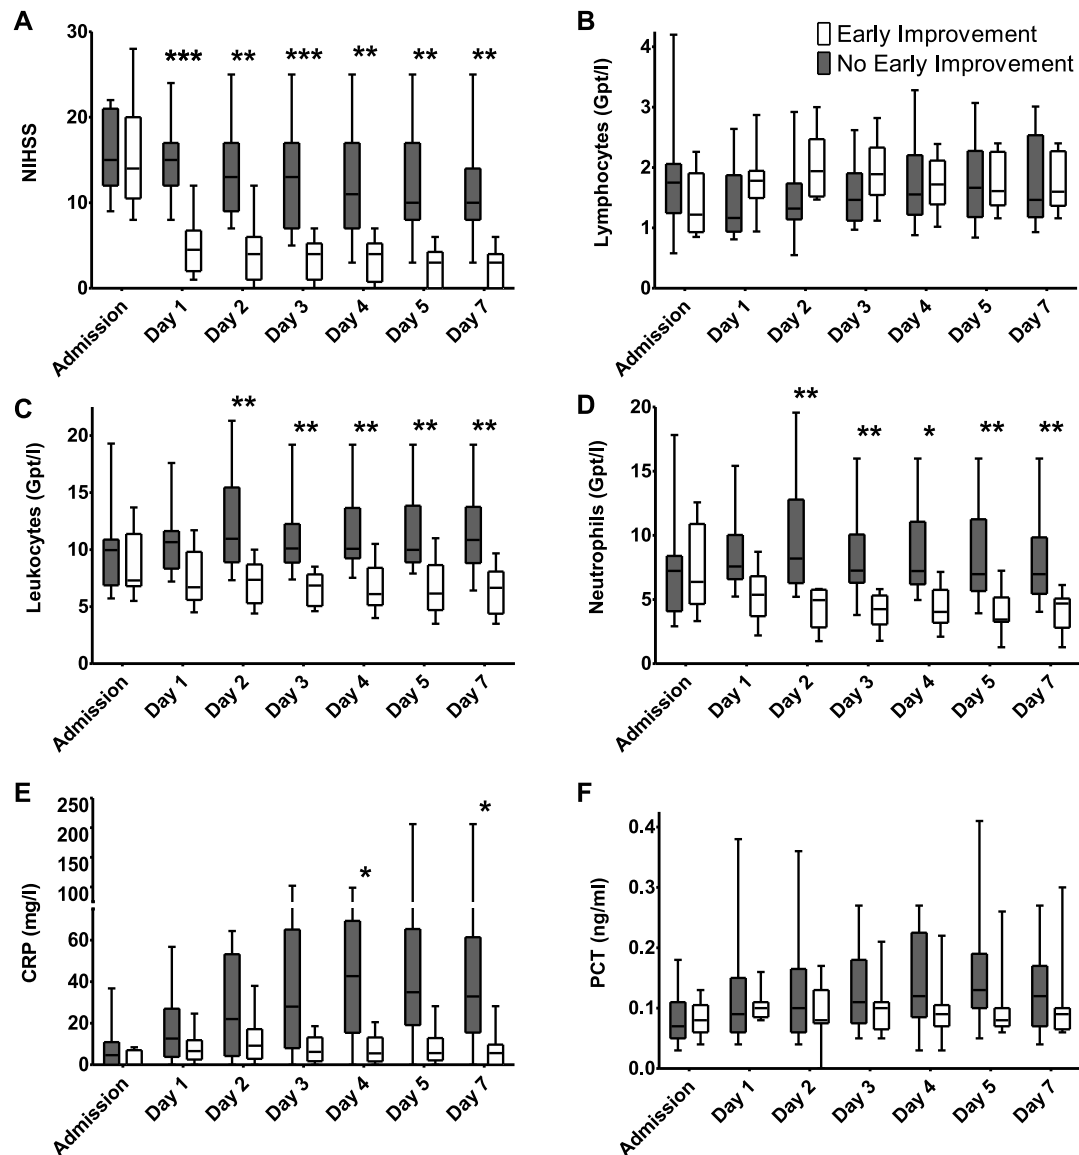 A
NIHSS
30
20
10
0
*** ** *** ** ** **
Admission Day 1 Day 2 Day 3 Day 4 Day 5 Day 7
B
Early Improvement
No Early Improvement
Lymphocytes (Gpt/l)
4
3
2
1
0
Admission Day 1 Day 2 Day 3 Day 4 Day 5 Day 7
C
Leukocytes (Gpt/l)
20
15
10
5
0
** ** ** ** **
Admission Day 1 Day 2 Day 3 Day 4 Day 5 Day 7
D
Neutrophils (Gpt/l)
20
15
10
5
0
** ** * ** **
Admission Day 1 Day 2 Day 3 Day 4 Day 5 Day 7
E
CRP (mg/l)
250
200
150
100
60
40
20
0
* *
Admission Day 1 Day 2 Day 3 Day 4 Day 5 Day 7
F
PCT (ng/ml)
0.4
0.3
0.2
0.1
0.0
Admission Day 1 Day 2 Day 3 Day 4 Day 5 Day 7